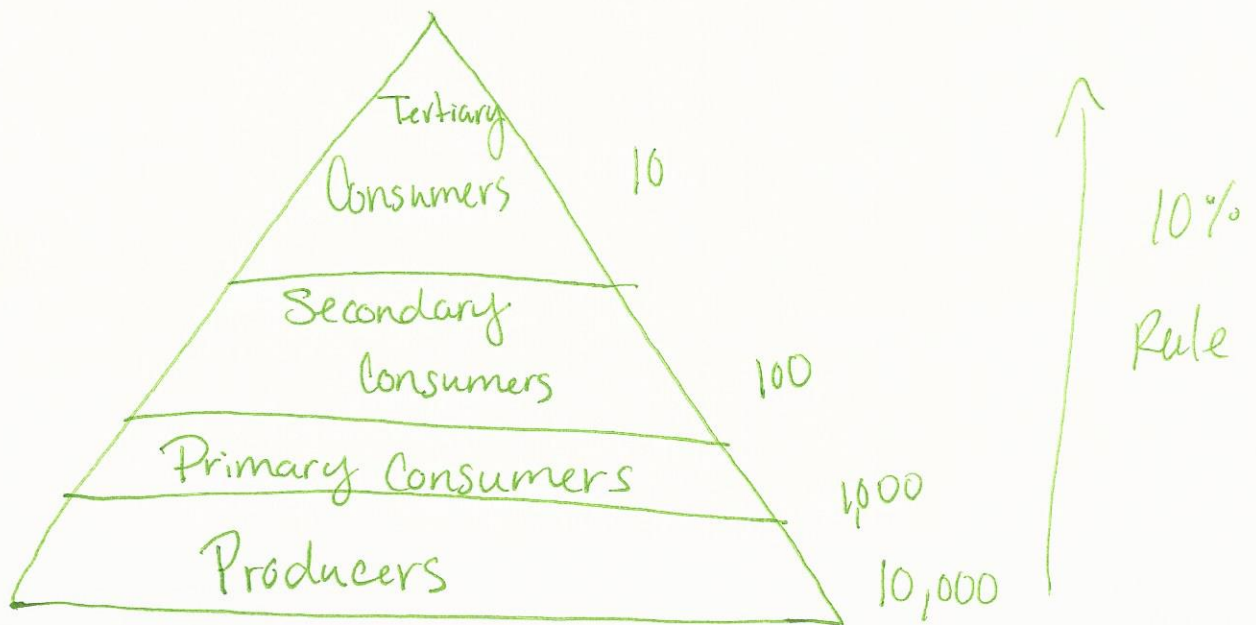 Tertiary
Consumers
10
Secondary
Consumers
100
Primary Consumers
1,000
Producers
10,000
10%
Rule